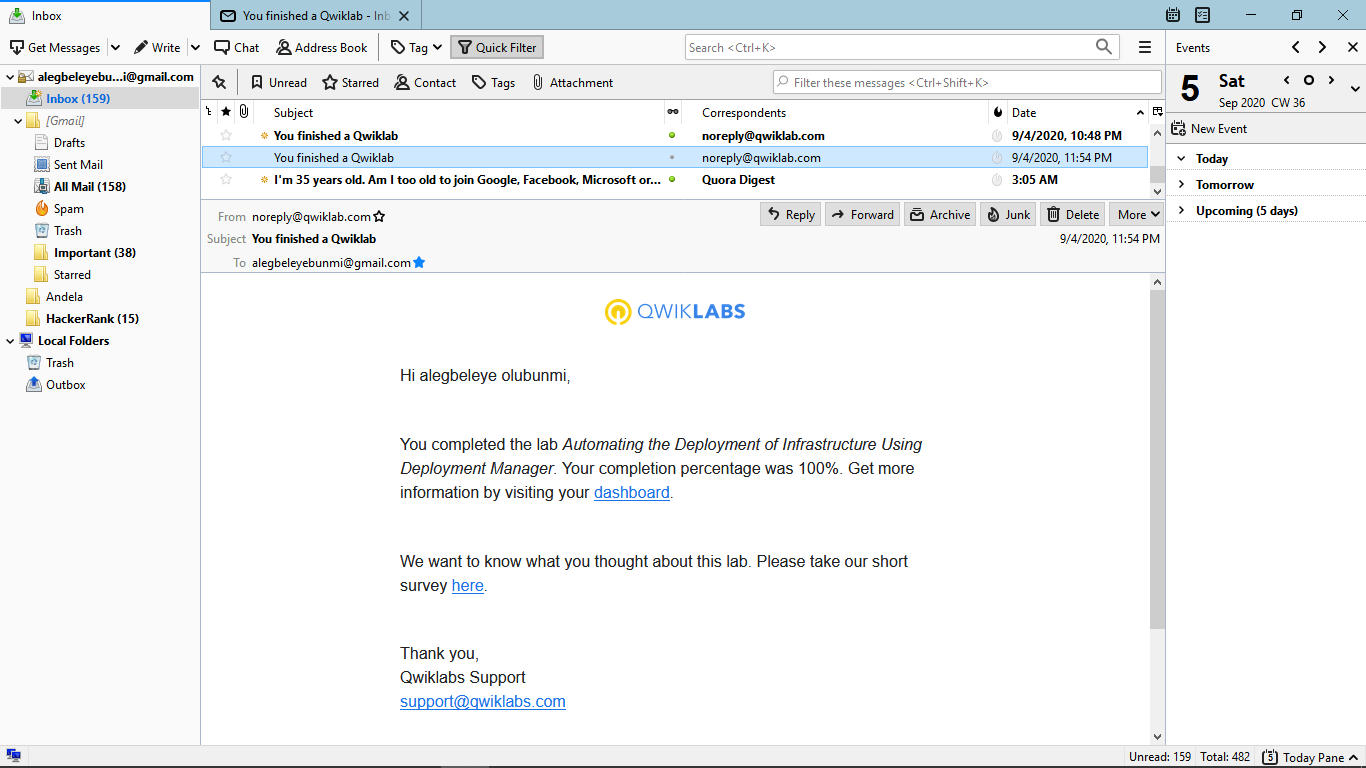 Inbox
You finished a Qwiklab - Inb
Get Messages Write Chat Address Book Tag Quick Filter Search <Ctrl+K> Events
alegbeleyebu...i@gmail.com
Inbox (159)
[Gmail]
Drafts
Sent Mail
All Mail (158)
Spam
Trash
Important (38)
Starred
Andela
HackerRank (15)
Local Folders
Trash
Outbox
Unread Starred Contact Tags Attachment Filter these messages <Ctrl+Shift+K>
Subject Correspondents Date
You finished a Qwiklab noreply@qwiklab.com 9/4/2020, 10:48 PM
You finished a Qwiklab noreply@qwiklab.com 9/4/2020, 11:54 PM
I'm 35 years old. Am I too old to join Google, Facebook, Microsoft or... Quora Digest 3:05 AM
From noreply@qwiklab.com Reply Forward Archive Junk Delete More
Subject You finished a Qwiklab 9/4/2020, 11:54 PM
To alegbeleyebunmi@gmail.com
QWIKLABS
Hi alegbeleye olubunmi,
You completed the lab Automating the Deployment of Infrastructure Using
Deployment Manager. Your completion percentage was 100%. Get more
information by visiting your dashboard.
We want to know what you thought about this lab. Please take our short
survey here.
Thank you,
Qwiklabs Support
support@qwiklabs.com
5 Sat
Sep 2020 CW 36
New Event
Today
Tomorrow
Upcoming (5 days)
Unread: 159 Total: 482 5 Today Pane